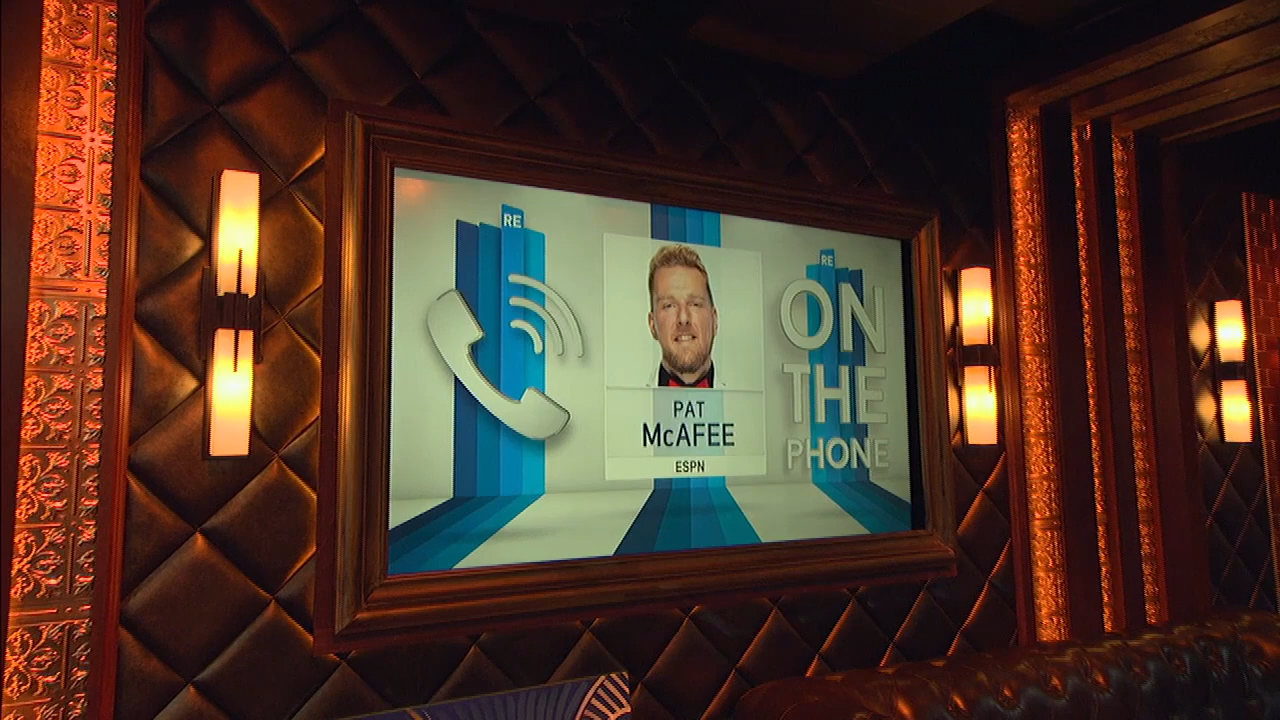 RE
PAT
McAFEE
ESPN
RE
ON
THE
PHONE